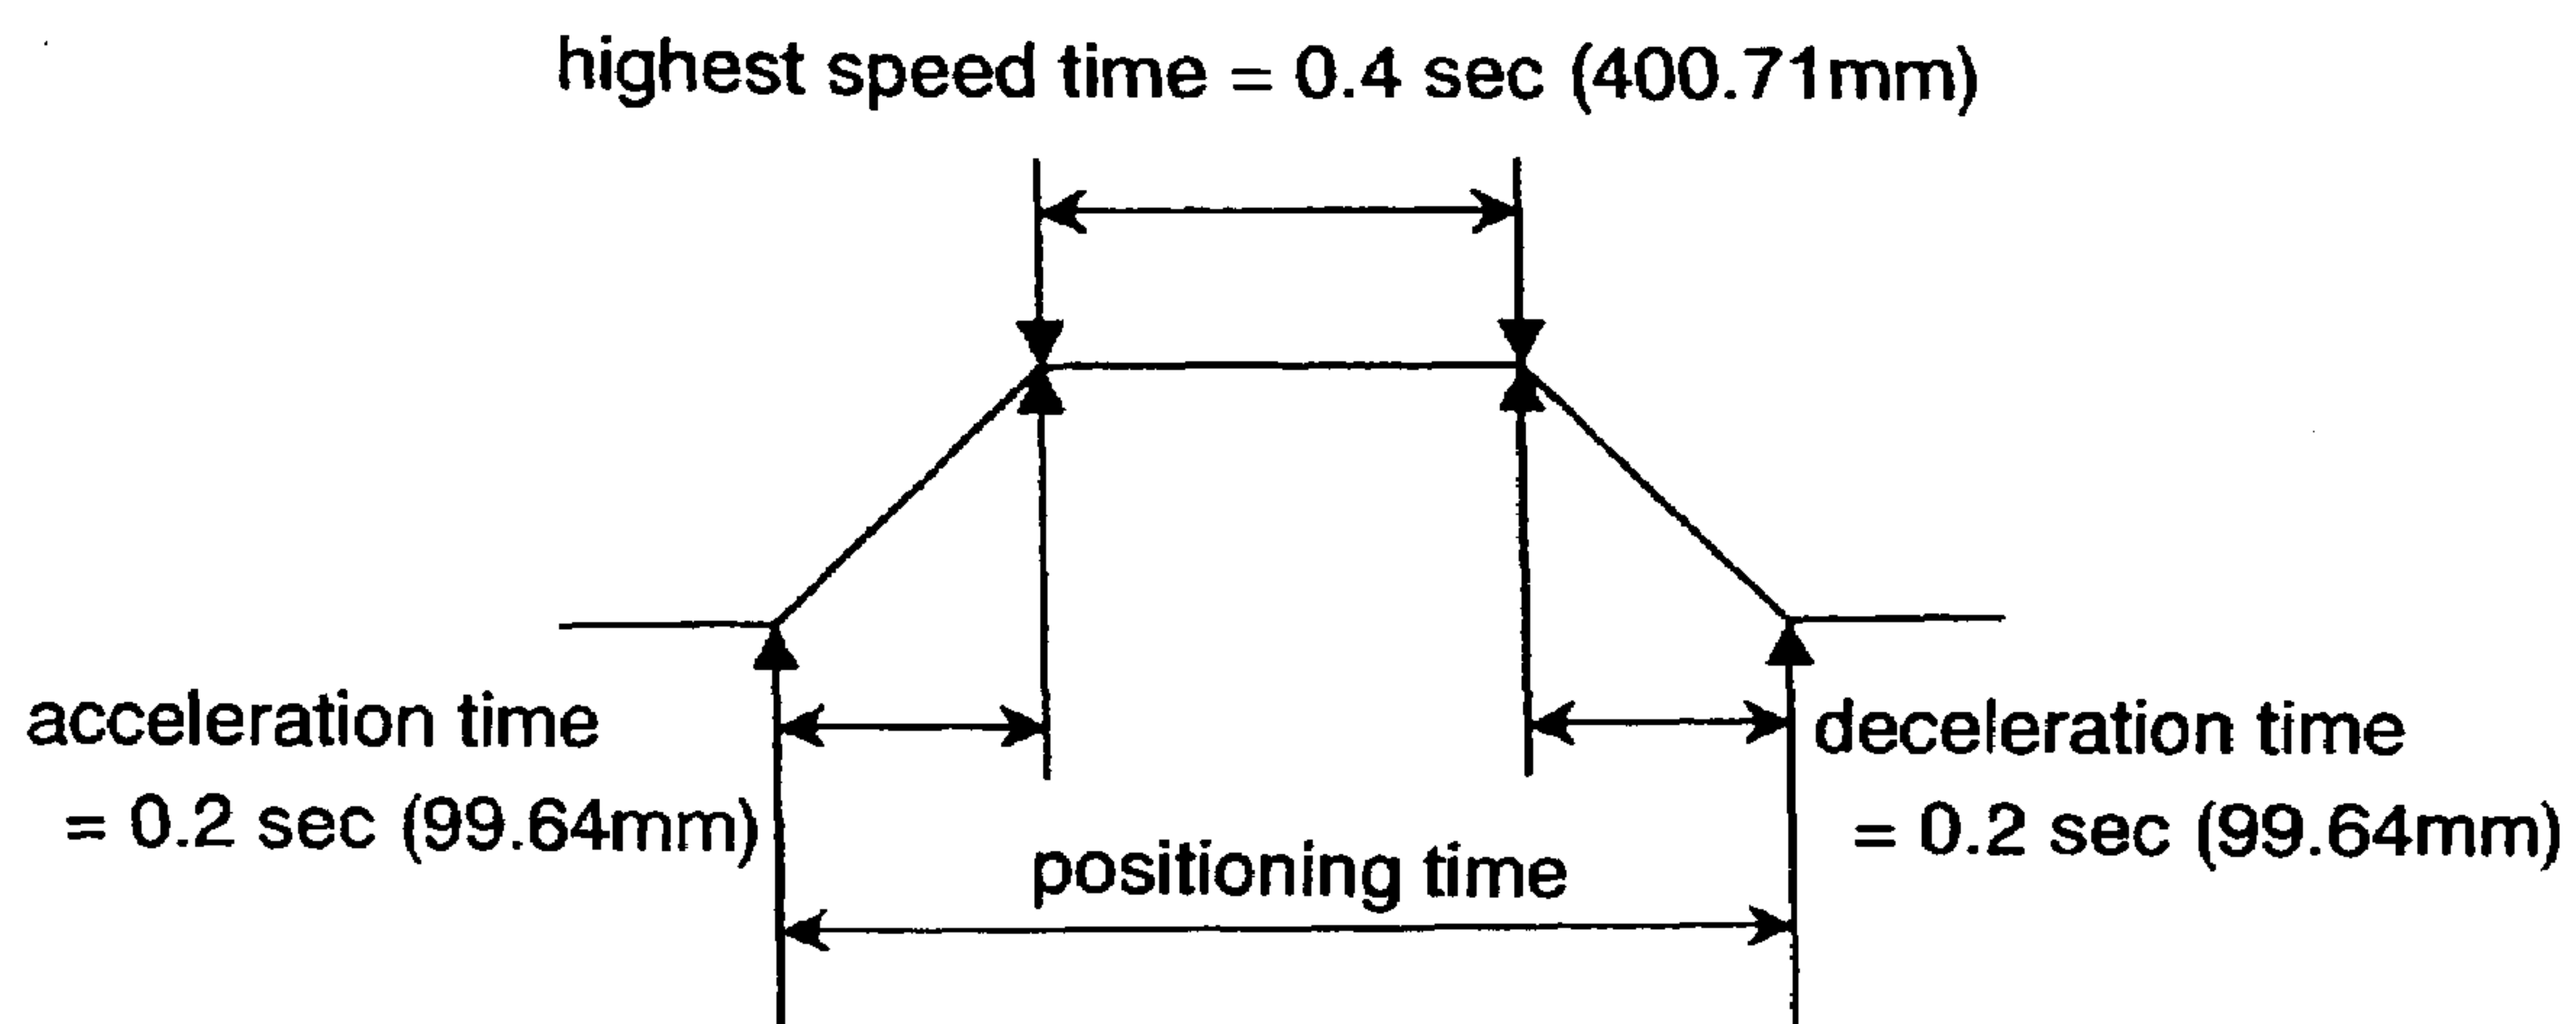 highest speed time = 0.4 sec (400.71mm)
acceleration time
= 0.2 sec (99.64mm)
deceleration time
= 0.2 sec (99.64mm)
positioning time